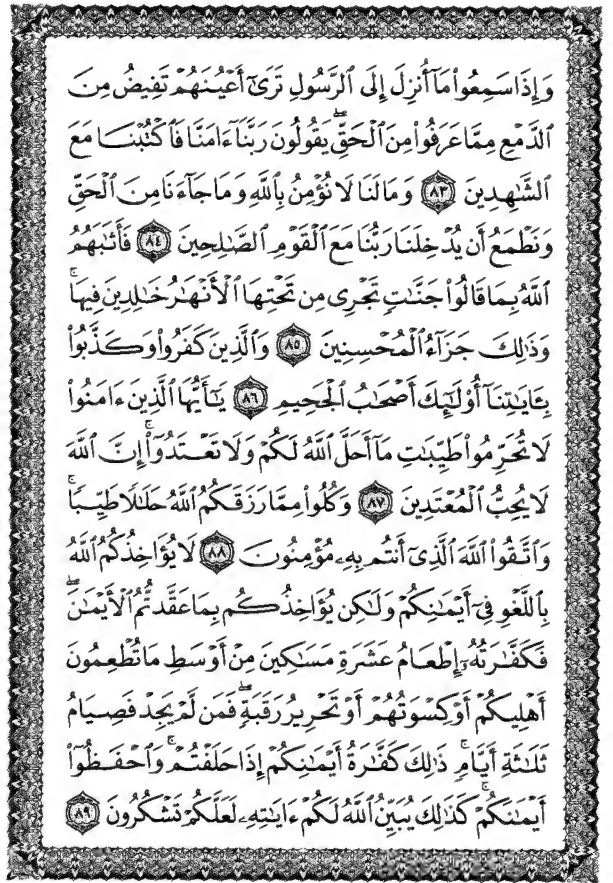 وَإِذَا سَمِعُوا۟ مَآ أُنزِلَ إِلَى ٱلرَّسُولِ تَرَىٰٓ أَعْيُنَهُمْ تَفِيضُ مِنَ
ٱلدَّمْعِ مِمَّا عَرَفُوا۟ مِنَ ٱلْحَقِّ ۖ يَقُولُونَ رَبَّنَآ ءَامَنَّا فَٱكْتُبْنَا مَعَ
ٱلشَّٰهِدِينَ ٨٣ وَمَا لَنَا لَا نُؤْمِنُ بِٱللَّهِ وَمَا جَآءَنَا مِنَ ٱلْحَقِّ
وَنَطْمَعُ أَن يُدْخِلَنَا رَبُّنَا مَعَ ٱلْقَوْمِ ٱلصَّٰلِحِينَ ٨٤ فَأَثَٰبَهُمُ
ٱللَّهُ بِمَا قَالُوا۟ جَنَّٰتٍ تَجْرِى مِن تَحْتِهَا ٱلْأَنْهَٰرُ خَٰلِدِينَ فِيهَا ۚ
وَذَٰلِكَ جَزَآءُ ٱلْمُحْسِنِينَ ٨٥ وَٱلَّذِينَ كَفَرُوا۟ وَكَذَّبُوا۟
بِـَٔايَٰتِنَآ أُو۟لَٰٓئِكَ أَصْحَٰبُ ٱلْجَحِيمِ ٨٦ يَٰٓأَيُّهَا ٱلَّذِينَ ءَامَنُوا۟
لَا تُحَرِّمُوا۟ طَيِّبَٰتِ مَآ أَحَلَّ ٱللَّهُ لَكُمْ وَلَا تَعْتَدُوٓا۟ ۚ إِنَّ ٱللَّهَ
لَا يُحِبُّ ٱلْمُعْتَدِينَ ٨٧ وَكُلُوا۟ مِمَّا رَزَقَكُمُ ٱللَّهُ حَلَٰلًا طَيِّبًا ۚ
وَٱتَّقُوا۟ ٱللَّهَ ٱلَّذِىٓ أَنتُم بِهِۦ مُؤْمِنُونَ ٨٨ لَا يُؤَاخِذُكُمُ ٱللَّهُ
بِٱللَّغْوِ فِىٓ أَيْمَٰنِكُمْ وَلَٰكِن يُؤَاخِذُكُم بِمَا عَقَّدتُّمُ ٱلْأَيْمَٰنَ ۖ
فَكَفَّٰرَتُهُۥٓ إِطْعَامُ عَشَرَةِ مَسَٰكِينَ مِنْ أَوْسَطِ مَا تُطْعِمُونَ
أَهْلِيكُمْ أَوْ كِسْوَتُهُمْ أَوْ تَحْرِيرُ رَقَبَةٍ ۖ فَمَن لَّمْ يَجِدْ فَصِيَامُ
ثَلَٰثَةِ أَيَّامٍ ۚ ذَٰلِكَ كَفَّٰرَةُ أَيْمَٰنِكُمْ إِذَا حَلَفْتُمْ ۚ وَٱحْفَظُوٓا۟
أَيْمَٰنَكُمْ ۚ كَذَٰلِكَ يُبَيِّنُ ٱللَّهُ لَكُمْ ءَايَٰتِهِۦ لَعَلَّكُمْ تَشْكُرُونَ ٨٩